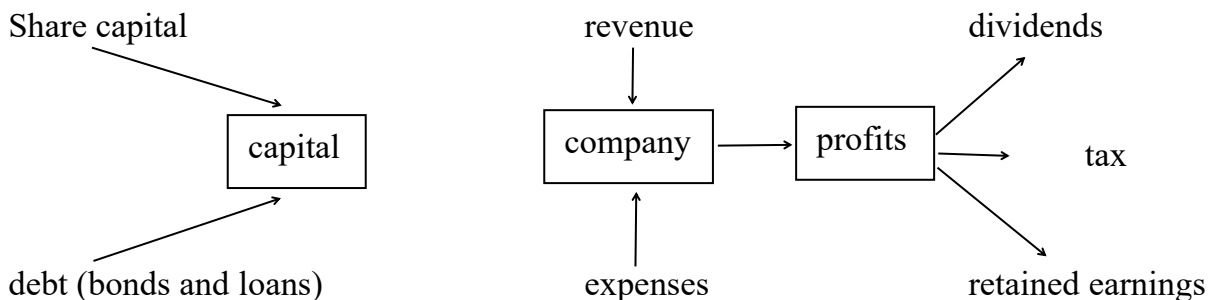 Share capital
revenue
dividends
capital
company
profits
tax
debt (bonds and loans)
expenses
retained earnings